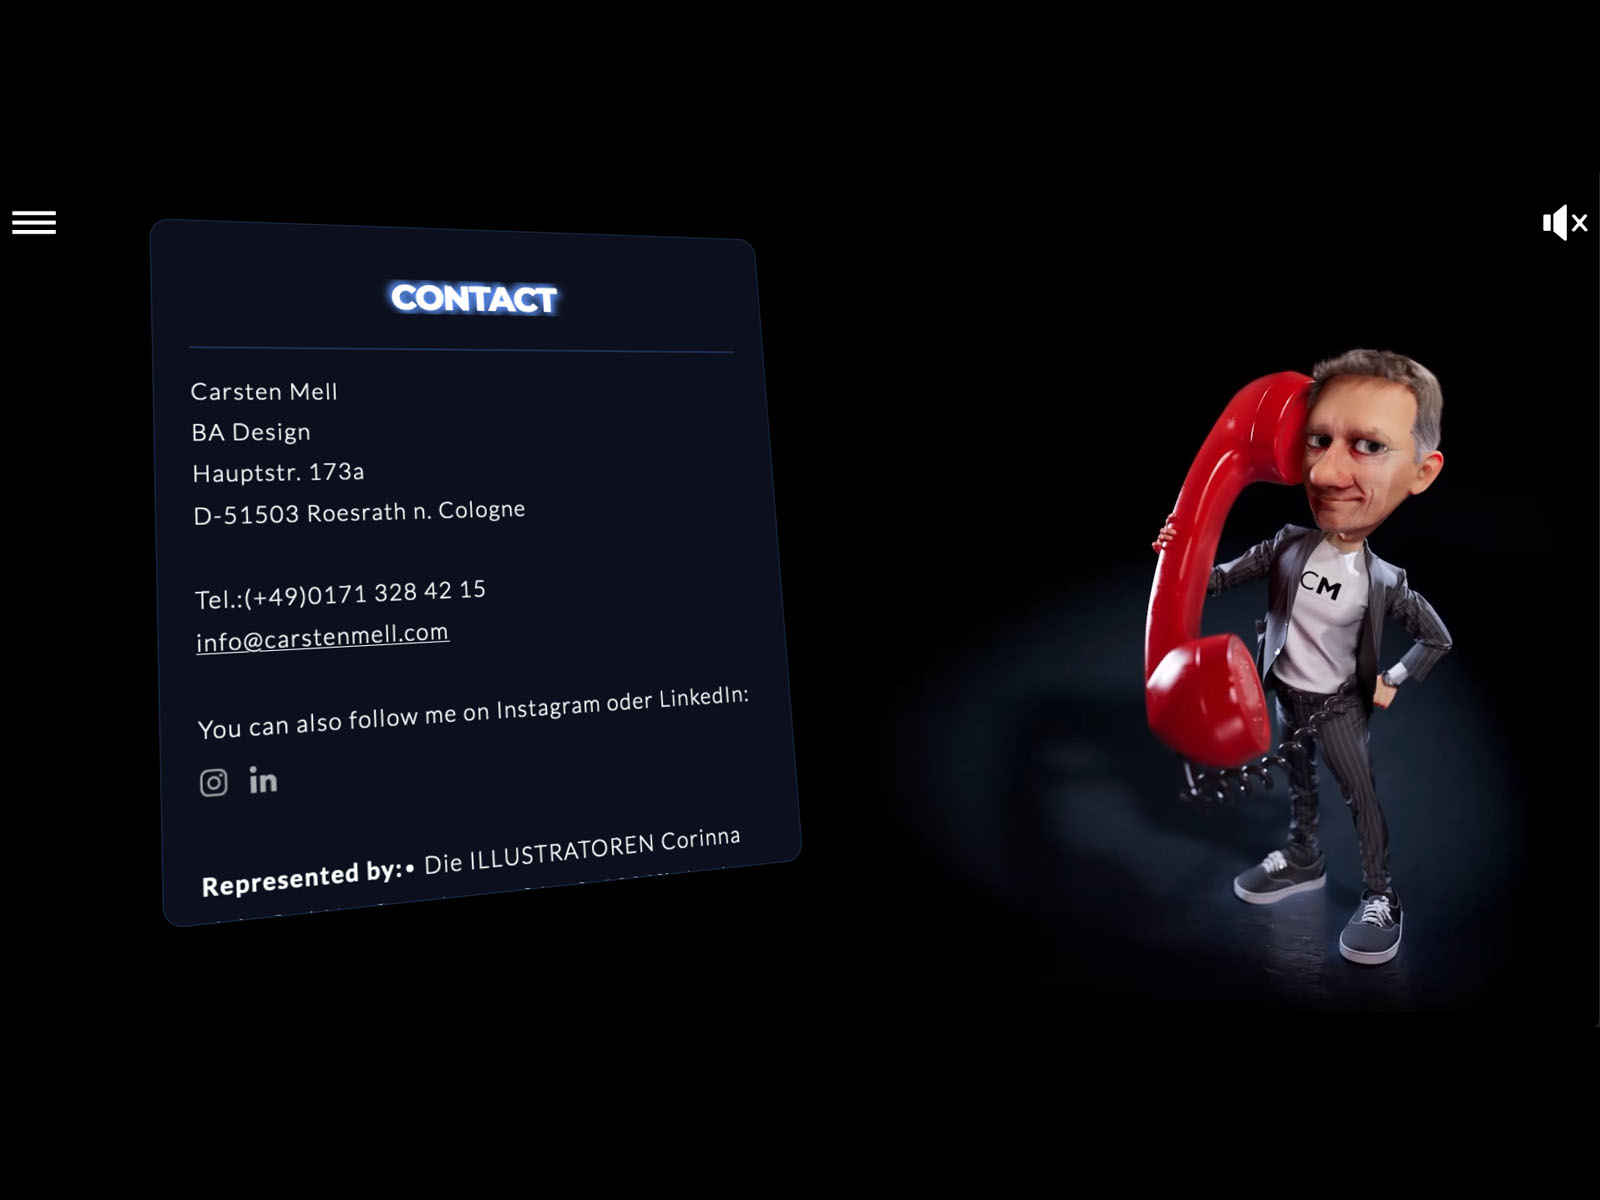 CONTACT
Carsten Mell
BA Design
Hauptstr. 173a
D-51503 Roesrath n. Cologne
Tel.:(+49)0171 328 42 15
info@carstenmell.com
You can also follow me on Instagram oder LinkedIn:
in
Represented by:• Die ILLUSTRATOREN Corinna
CM